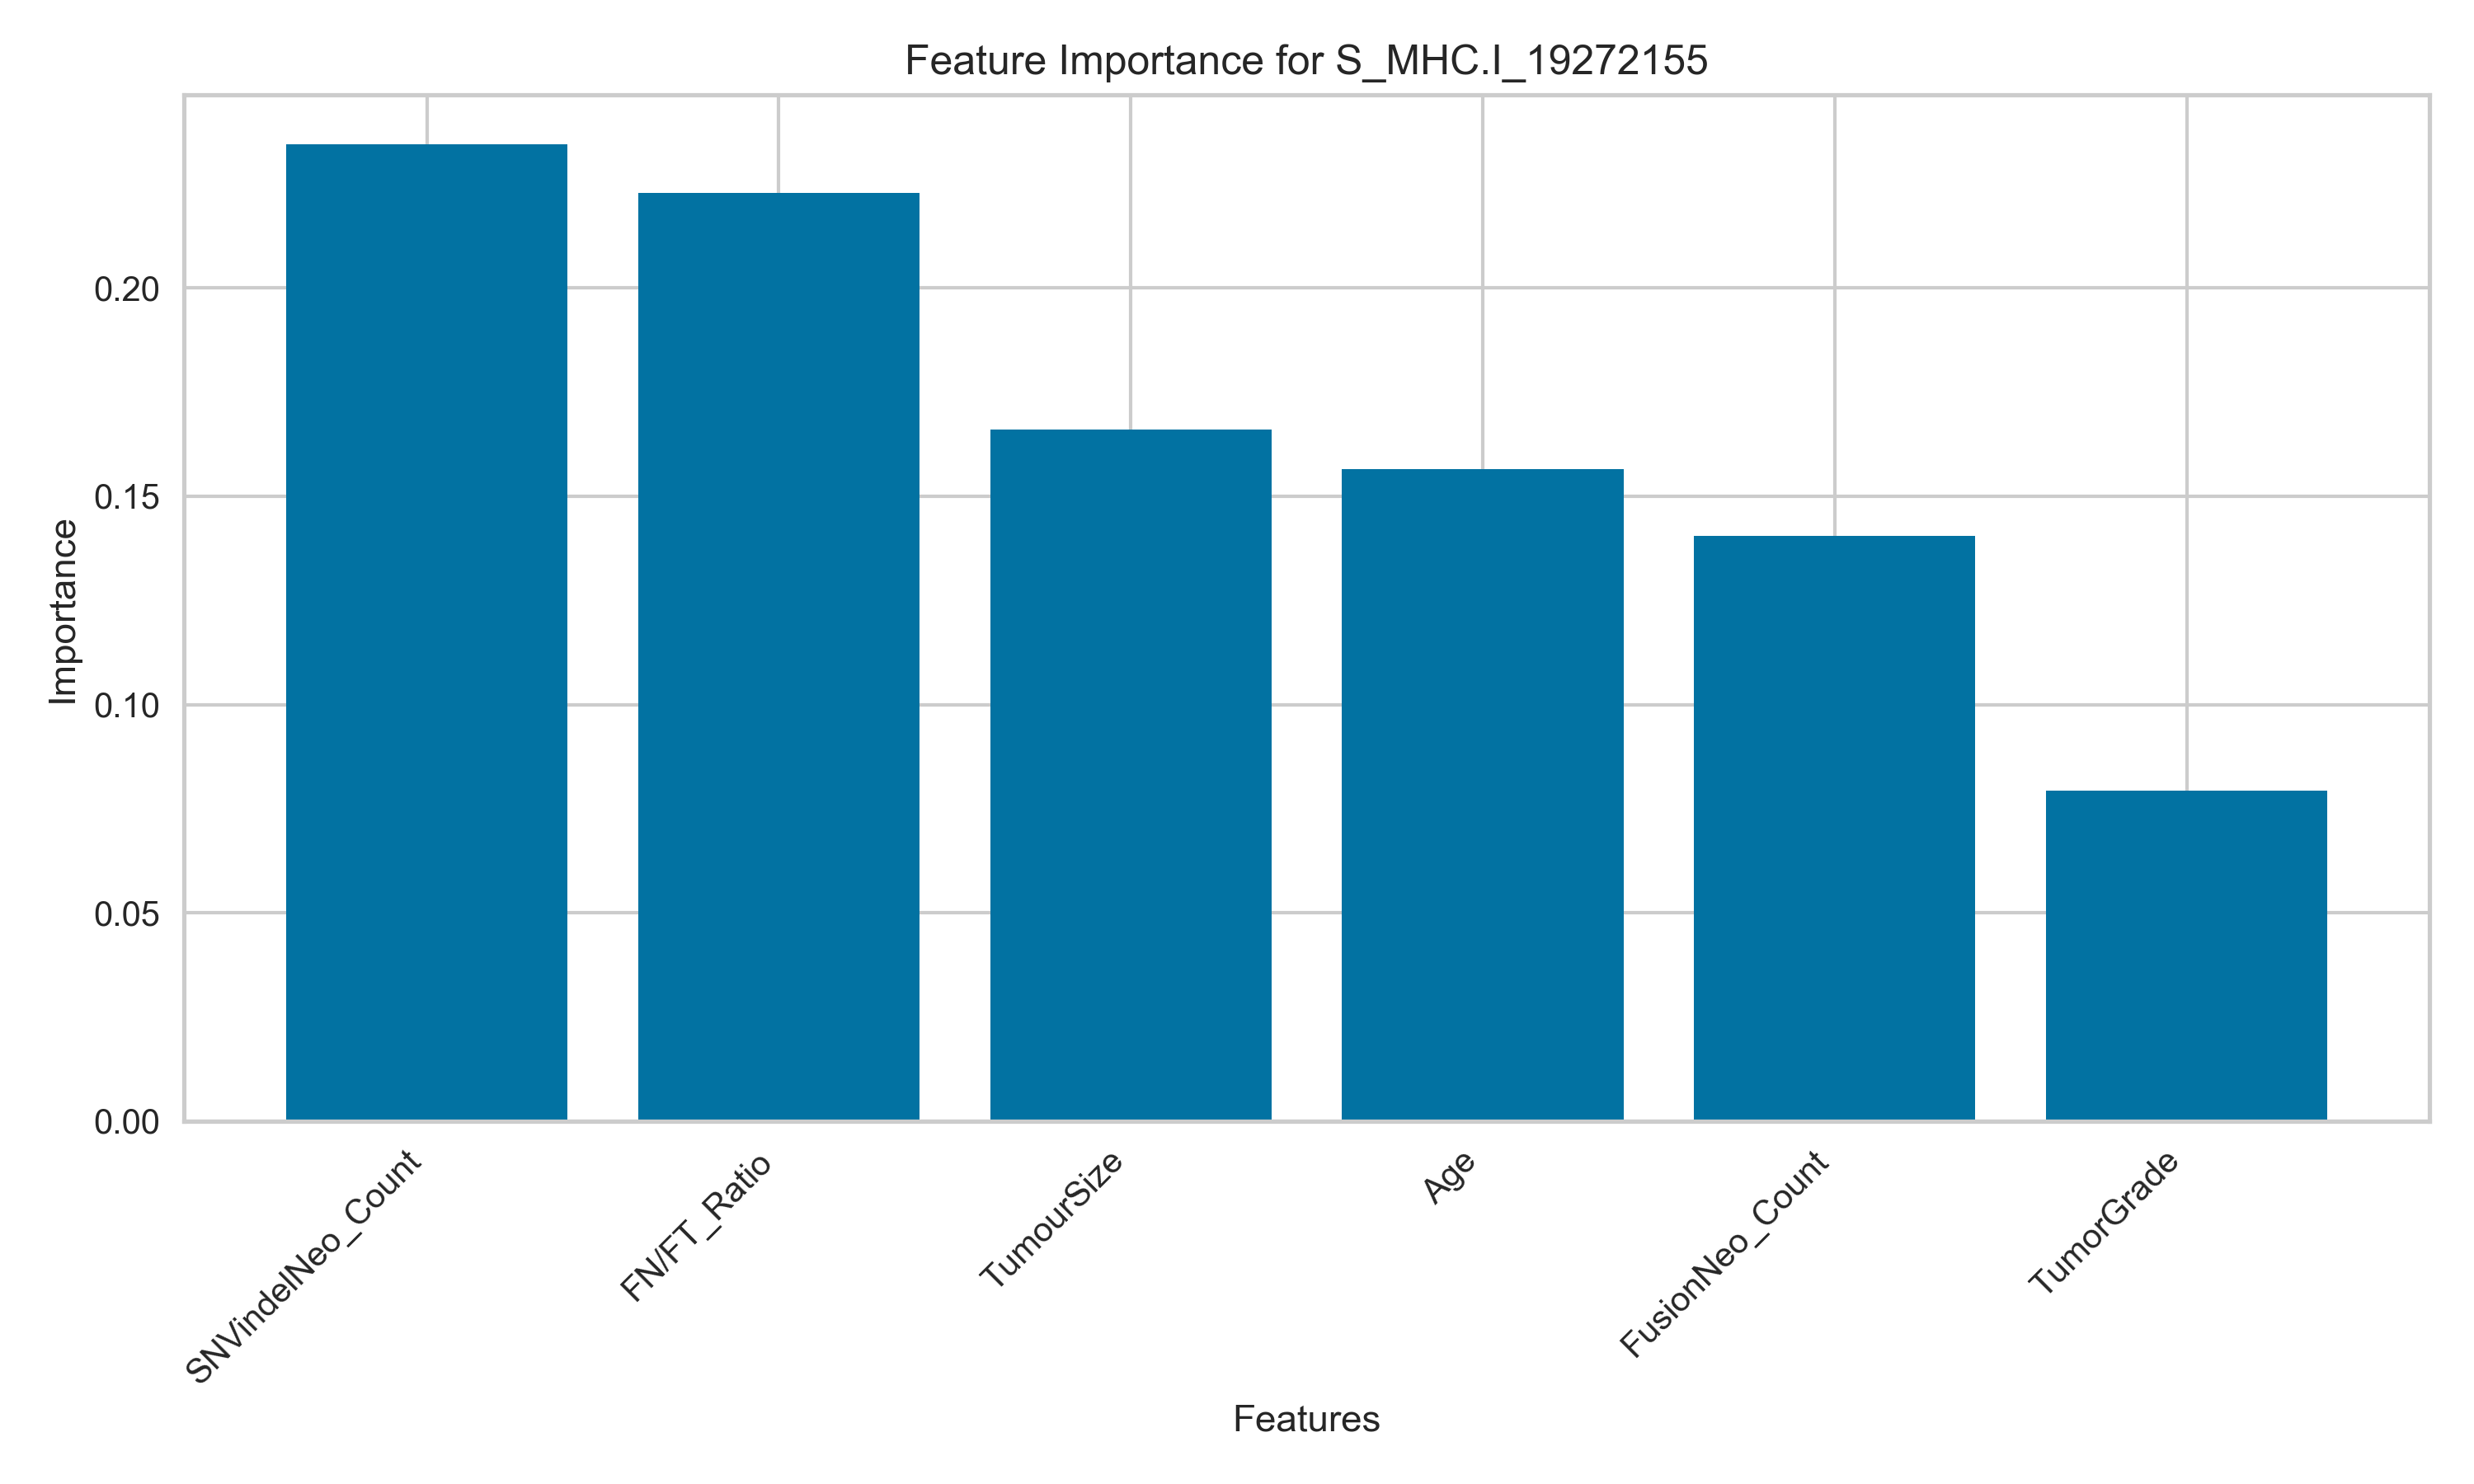 Feature Importance for S_MHC.I_19272155
Importance
0.20
0.15
0.10
0.05
0.00
SNVindelNeo_Count
FN/FT_Ratio
TumourSize
Age
FusionNeo_Count
TumorGrade
Features